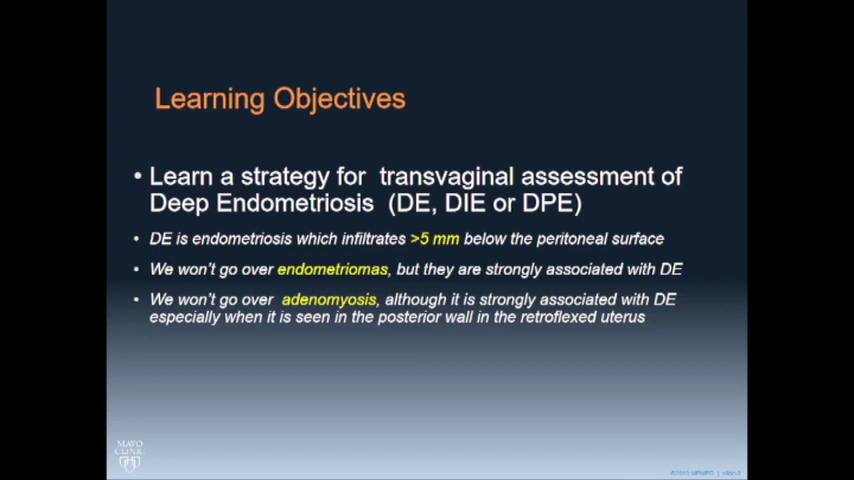 Learning Objectives
• Learn a strategy for transvaginal assessment of
Deep Endometriosis (DE, DIE or DPE)
• DE is endometriosis which infiltrates >5 mm below the peritoneal surface
• We won't go over endometriomas, but they are strongly associated with DE
• We won't go over adenomyosis, although it is strongly associated with DE
especially when it is seen in the posterior wall in the retroflexed uterus
MAYO
CLINIC